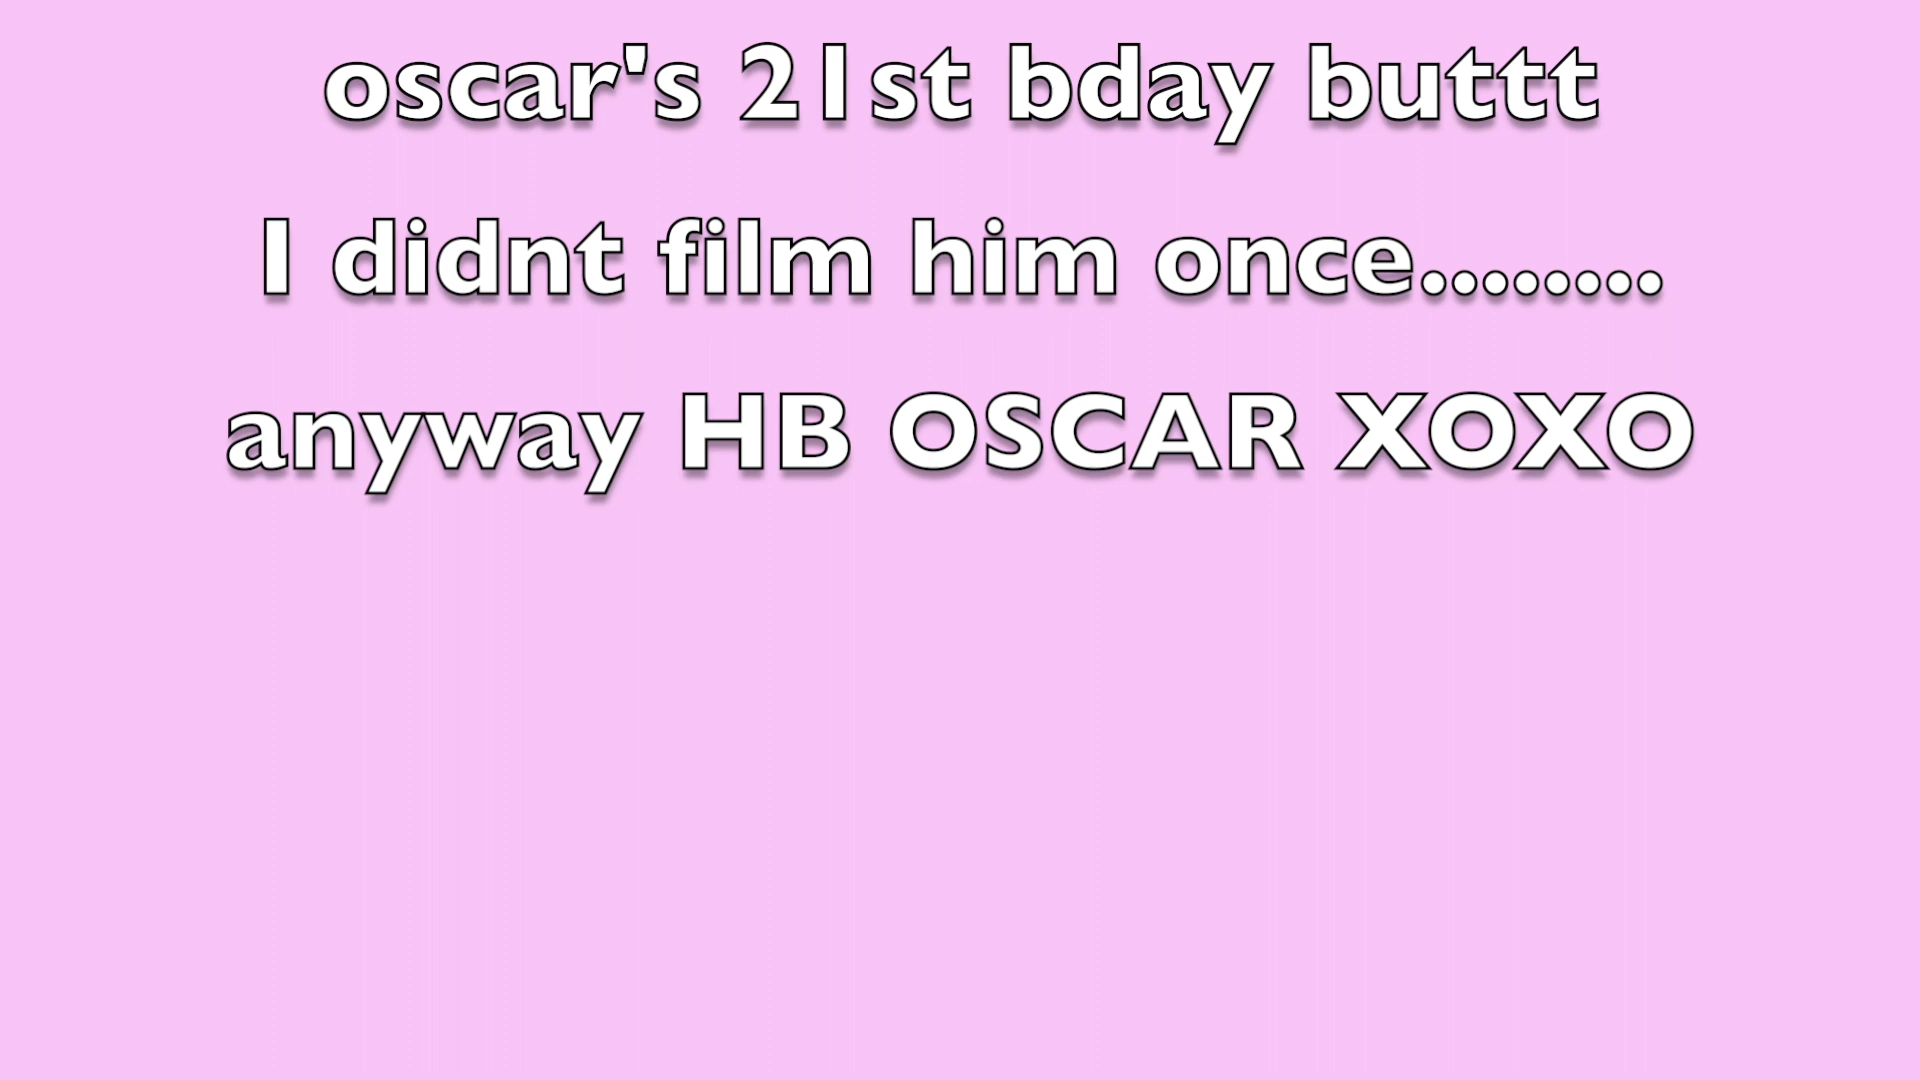 oscar's 21st bday buttt
I didnt film him once........
anyway HB OSCAR XOXO